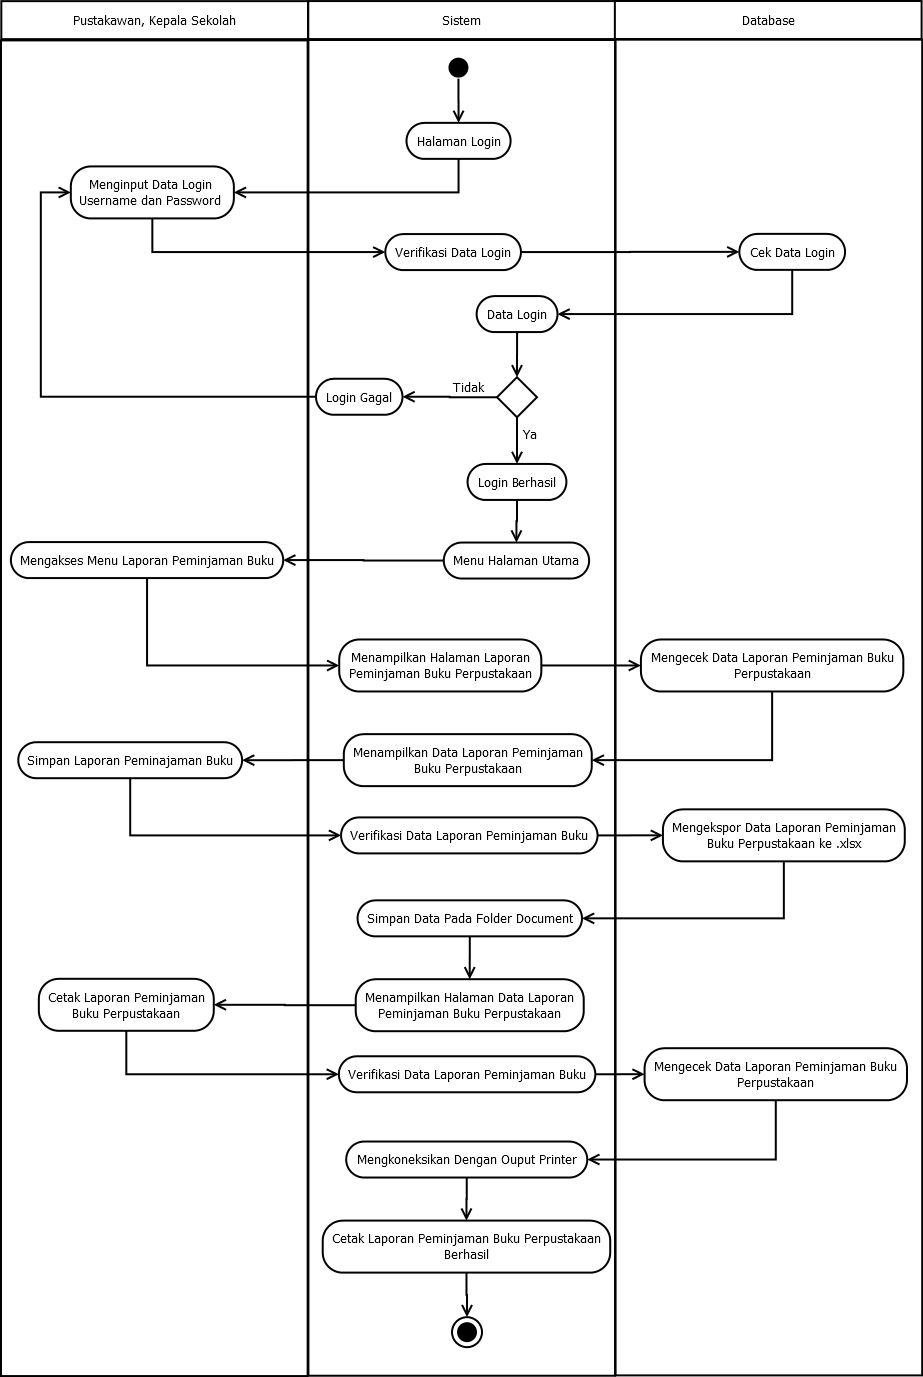 Pustakawan, Kepala Sekolah
Sistem
Database
Halaman Login
Menginput Data Login
Username dan Password
Verifikasi Data Login
Cek Data Login
Data Login
Tidak
Login Gagal
Ya
Login Berhasil
Mengakses Menu Laporan Peminjaman Buku
Menu Halaman Utama
Menampilkan Halaman Laporan
Peminjaman Buku Perpustakaan
Mengecek Data Laporan Peminjaman Buku
Perpustakaan
Simpan Laporan Peminajaman Buku
Menampilkan Data Laporan Peminjaman
Buku Perpustakaan
Verifikasi Data Laporan Peminjaman Buku
Mengekspor Data Laporan Peminjaman
Buku Perpustakaan ke .xlsx
Simpan Data Pada Folder Document
Cetak Laporan Peminjaman
Buku Perpustakaan
Menampilkan Halaman Data Laporan
Peminjaman Buku Perpustakaan
Verifikasi Data Laporan Peminjaman Buku
Mengecek Data Laporan Peminjaman Buku
Perpustakaan
Mengkoneksikan Dengan Ouput Printer
Cetak Laporan Peminjaman Buku Perpustakaan
Berhasil